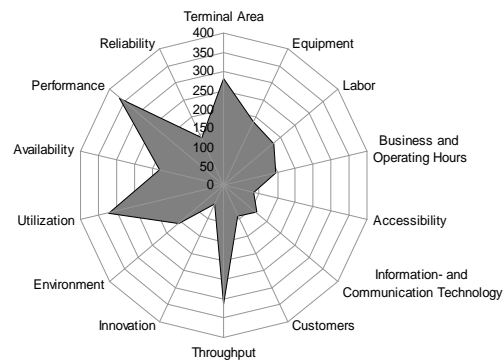 Terminal Area
400
350
300
250
200
150
100
50
0
Equipment
Labor
Business and
Operating Hours
Accessibility
Information- and
Communication Technology
Customers
Throughput
Innovation
Environment
Utilization
Availability
Performance
Reliability